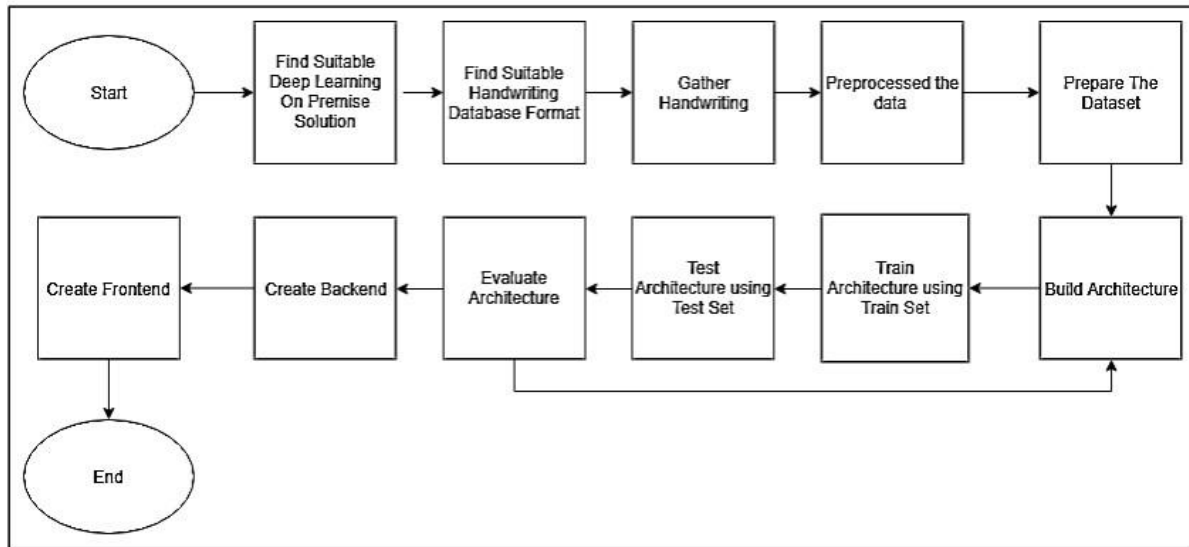 Start
Find Suitable
Deep Learning
On Premise
Solution
Find Suitable
Handwriting
Database Format
Gather
Handwriting
Preprocessed the
data
Prepare The
Dataset
Create Frontend
Create Backend
Evaluate
Architecture
Test
Architecture using
Test Set
Train
Architecture using
Train Set
Build Architecture
End